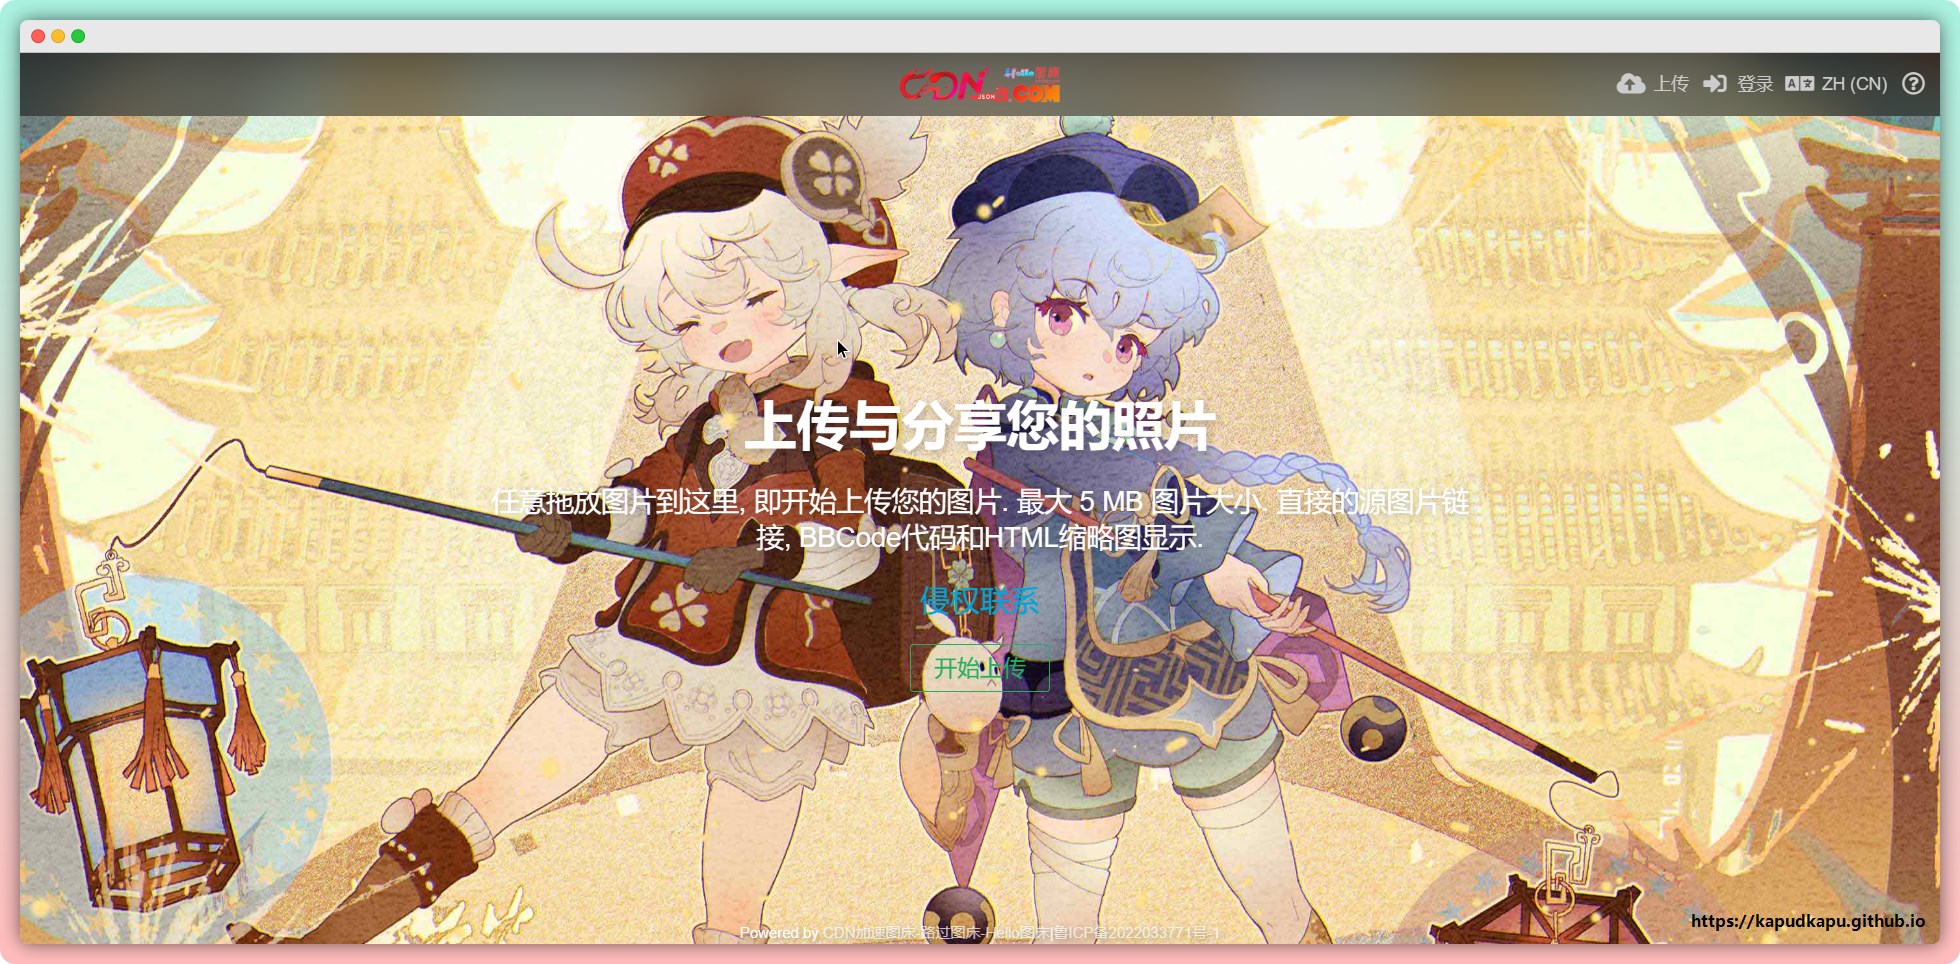 CDN JSON.COM Hello图床
上传 登录 ZH (CN)
上传与分享您的照片
任意拖放图片到这里, 即开始上传您的图片. 最大 5 MB 图片大小. 直接的源图片链
接, BBCode代码和HTML缩略图显示.
侵权联系
开始上传
https://kapudkapu.github.io
Powered by CDN加速图床-路过图床-Hello图床|鲁ICP备2022033771号-1